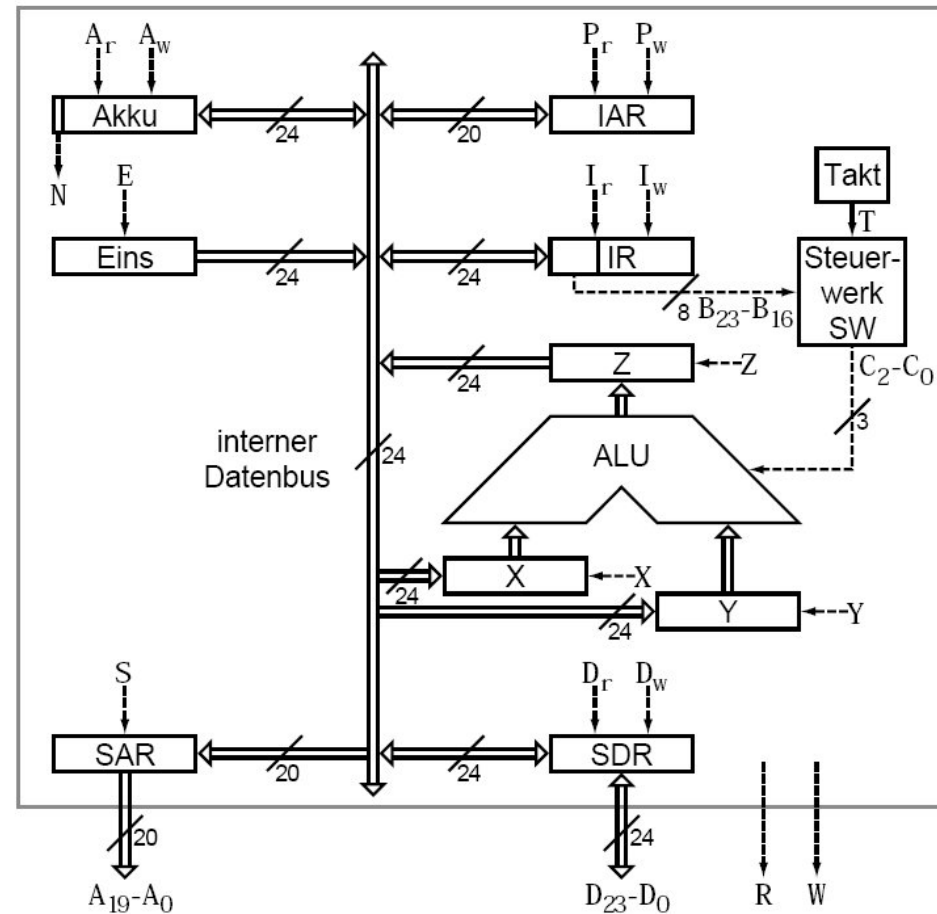 A_r A_w P_r P_w
Akku 24 20 IAR
N E I_r I_w Takt
T
Eins 24 24 IR Steuer-
werk
SW
8 B_23-B_16
24 Z Z C_2-C_0
3
interner
Datenbus
24 ALU
24 X X
24 Y Y
S D_r D_w
SAR 20 24 SDR
20 24
A_19-A_0 D_23-D_0 R W